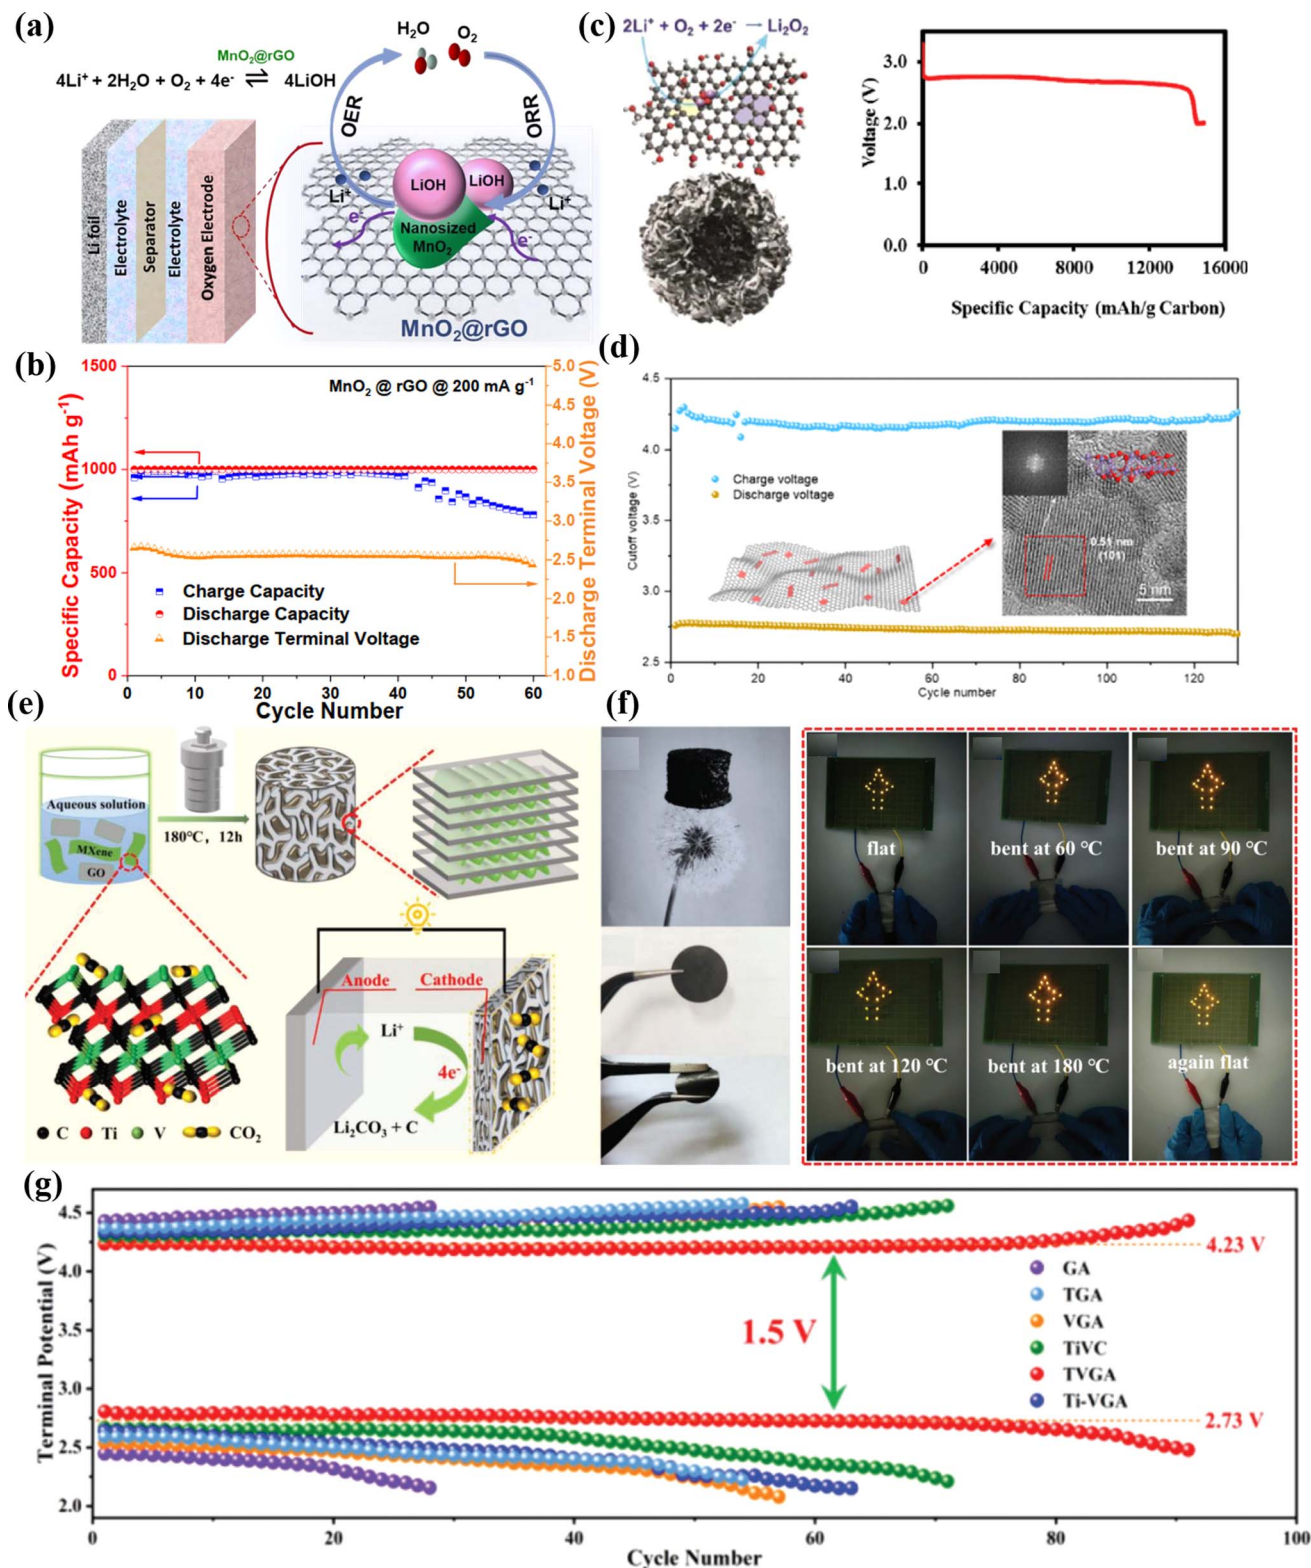 (a)
MnO₂@rGO
4Li⁺ + 2H₂O + O₂ + 4e⁻ ⇌ 4LiOH
H₂O
O₂
OER
ORR
LiOH
LiOH
Li⁺
Li⁺
e⁻
e⁻
Nanosized
MnO₂
MnO₂@rGO
Li foil
Electrolyte
Separator
Electrolyte
Oxygen Electrode
(c)
2Li⁺ + O₂ + 2e⁻ → Li₂O₂
Voltage (V)
3.0
2.0
1.0
0.0
0
4000
8000
12000
16000
Specific Capacity (mAh/g Carbon)
(b)
MnO₂ @ rGO @ 200 mA g⁻¹
Specific Capacity (mAh g⁻¹)
1500
1000
500
0
Discharge Terminal Voltage (V)
5.0
4.5
4.0
3.5
3.0
2.5
2.0
1.5
1.0
Charge Capacity
Discharge Capacity
Discharge Terminal Voltage
0
10
20
30
40
50
60
Cycle Number
(d)
Cutoff voltage (V)
4.5
4.0
3.5
3.0
2.5
Charge voltage
Discharge voltage
0.51 nm
(101)
5 nm
0
20
40
60
80
100
120
Cycle number
(e)
Aqueous solution
MXene
GO
180℃, 12h
Anode
Cathode
Li⁺
4e⁻
Li₂CO₃ + C
C
Ti
V
CO₂
(f)
flat
bent at 60 ℃
bent at 90 ℃
bent at 120 ℃
bent at 180 ℃
again flat
(g)
Terminal Potential (V)
4.5
4.0
3.5
3.0
2.5
2.0
4.23 V
1.5 V
2.73 V
GA
TGA
VGA
TiVC
TVGA
Ti-VGA
0
20
40
60
80
100
Cycle Number